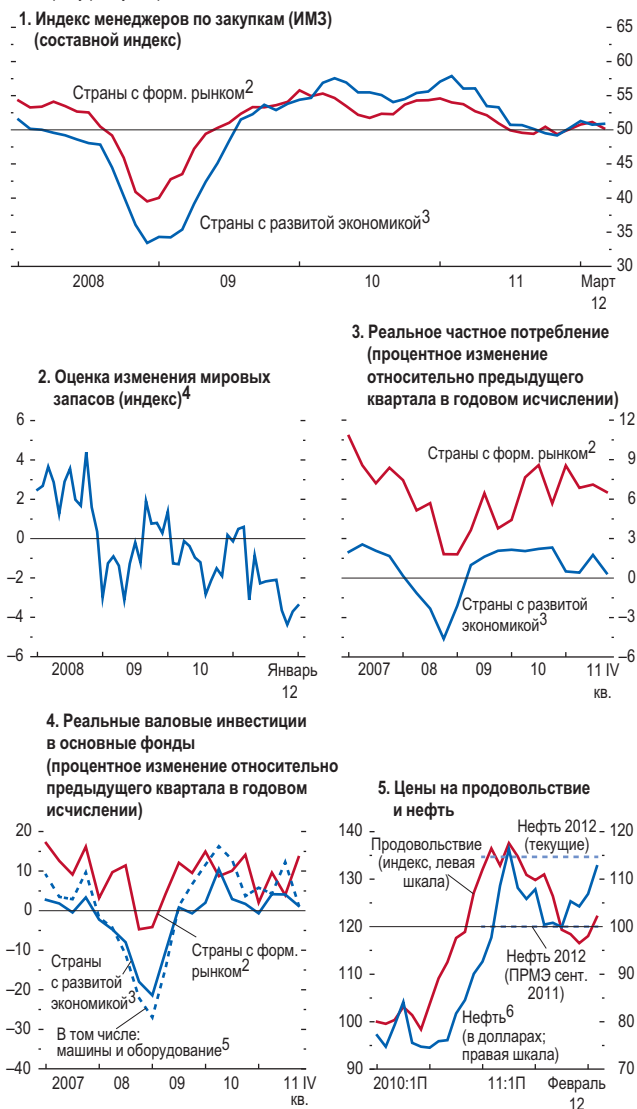 1. Индекс менеджеров по закупкам (ИМЗ)
(составной индекс)
65
60
55
50
45
40
35
30
Страны с форм. рынком2
Страны с развитой экономикой3
2008
09
10
11
Март
12
2. Оценка изменения мировых
запасов (индекс)4
6
4
2
0
–2
–4
–6
2008
09
10
Январь
12
3. Реальное частное потребление
(процентное изменение
относительно предыдущего
квартала в годовом исчислении)
12
9
6
3
0
–3
–6
Страны с форм. рынком2
Страны с развитой
экономикой3
2007
08
09
10
11 IV
кв.
4. Реальные валовые инвестиции
в основные фонды
(процентное изменение относительно
предыдущего квартала в годовом
исчислении)
20
10
0
–10
–20
–30
–40
Страны с форм.
рынком2
Страны
с развитой
экономикой3
В том числе:
машины и оборудование5
2007
08
09
10
11 IV
кв.
5. Цены на продовольствие
и нефть
140
130
120
110
100
90
120
110
100
90
80
70
Продовольствие
(индекс, левая
шкала)
Нефть 2012
(текущие)
Нефть 2012
(ПРМЭ сент.
2011)
Нефть6
(в долларах;
правая шкала)
2010:1П
11:1П
Февраль
12